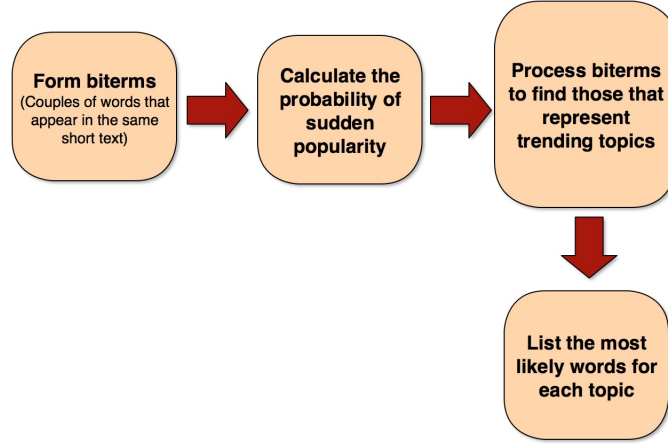 Form biterms
(Couples of words that
appear in the same
short text)
Calculate the
probability of
sudden
popularity
Process biterms
to find those that
represent
trending topics
List the most
likely words for
each topic